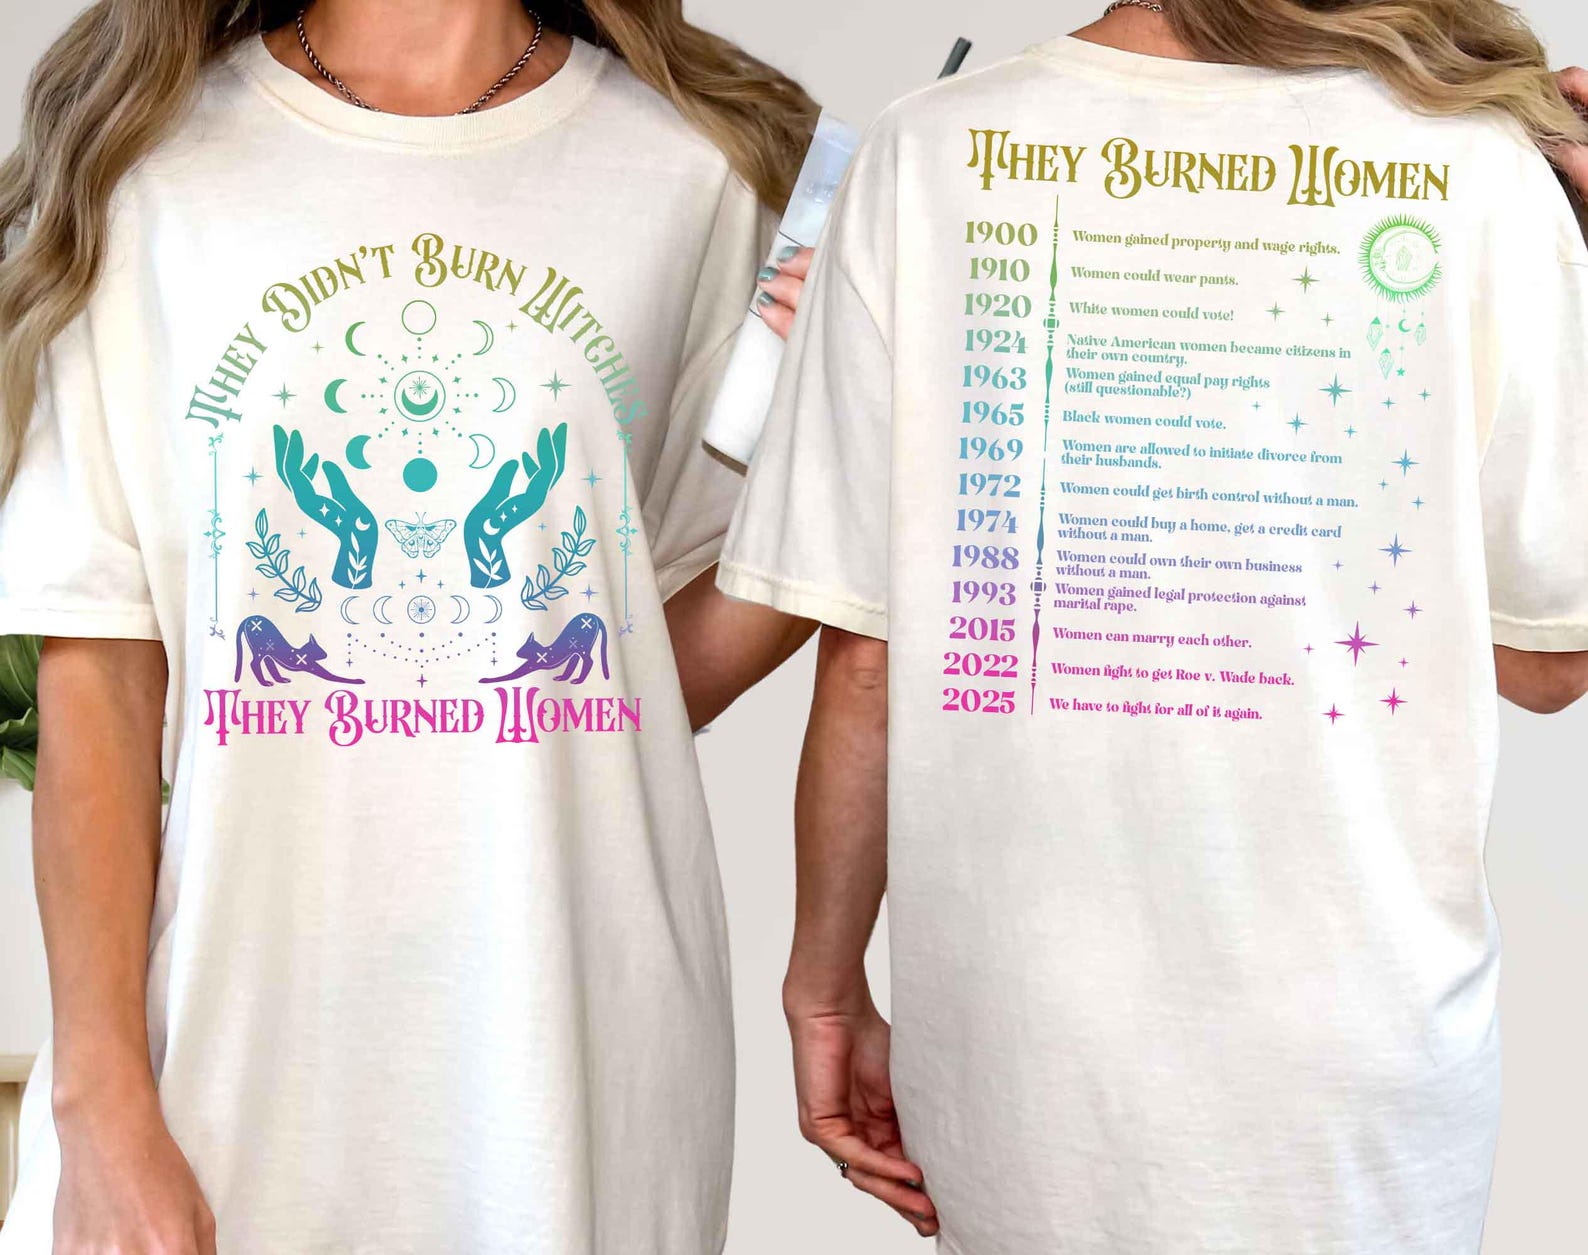 They Didn't Burn Witches
They Burned Women
They Burned Women
1900 Women gained property and wage rights.
1910 Women could wear pants.
1920 White women could vote!
1924 Native American women became citizens in
their own country.
1963 Women gained equal pay rights
(still questionable?)
1965 Black women could vote.
1969 Women are allowed to initiate divorce from
their husbands.
1972 Women could get birth control without a man.
1974 Women could buy a home, get a credit card
without a man.
1988 Women could own their own business
without a man.
1993 Women gained legal protection against
marital rape.
2015 Women can marry each other.
2022 Women fight to get Roe v. Wade back.
2025 We have to fight for all of it again.